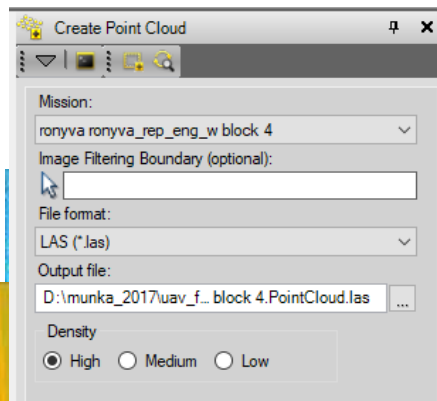 Create Point Cloud
Mission:
ronyva ronyva_rep_eng_w block 4
Image Filtering Boundary (optional):
File format:
LAS (*.las)
Output file:
D:\munka_2017\uav_f... block 4.PointCloud.las
...
Density
High Medium Low